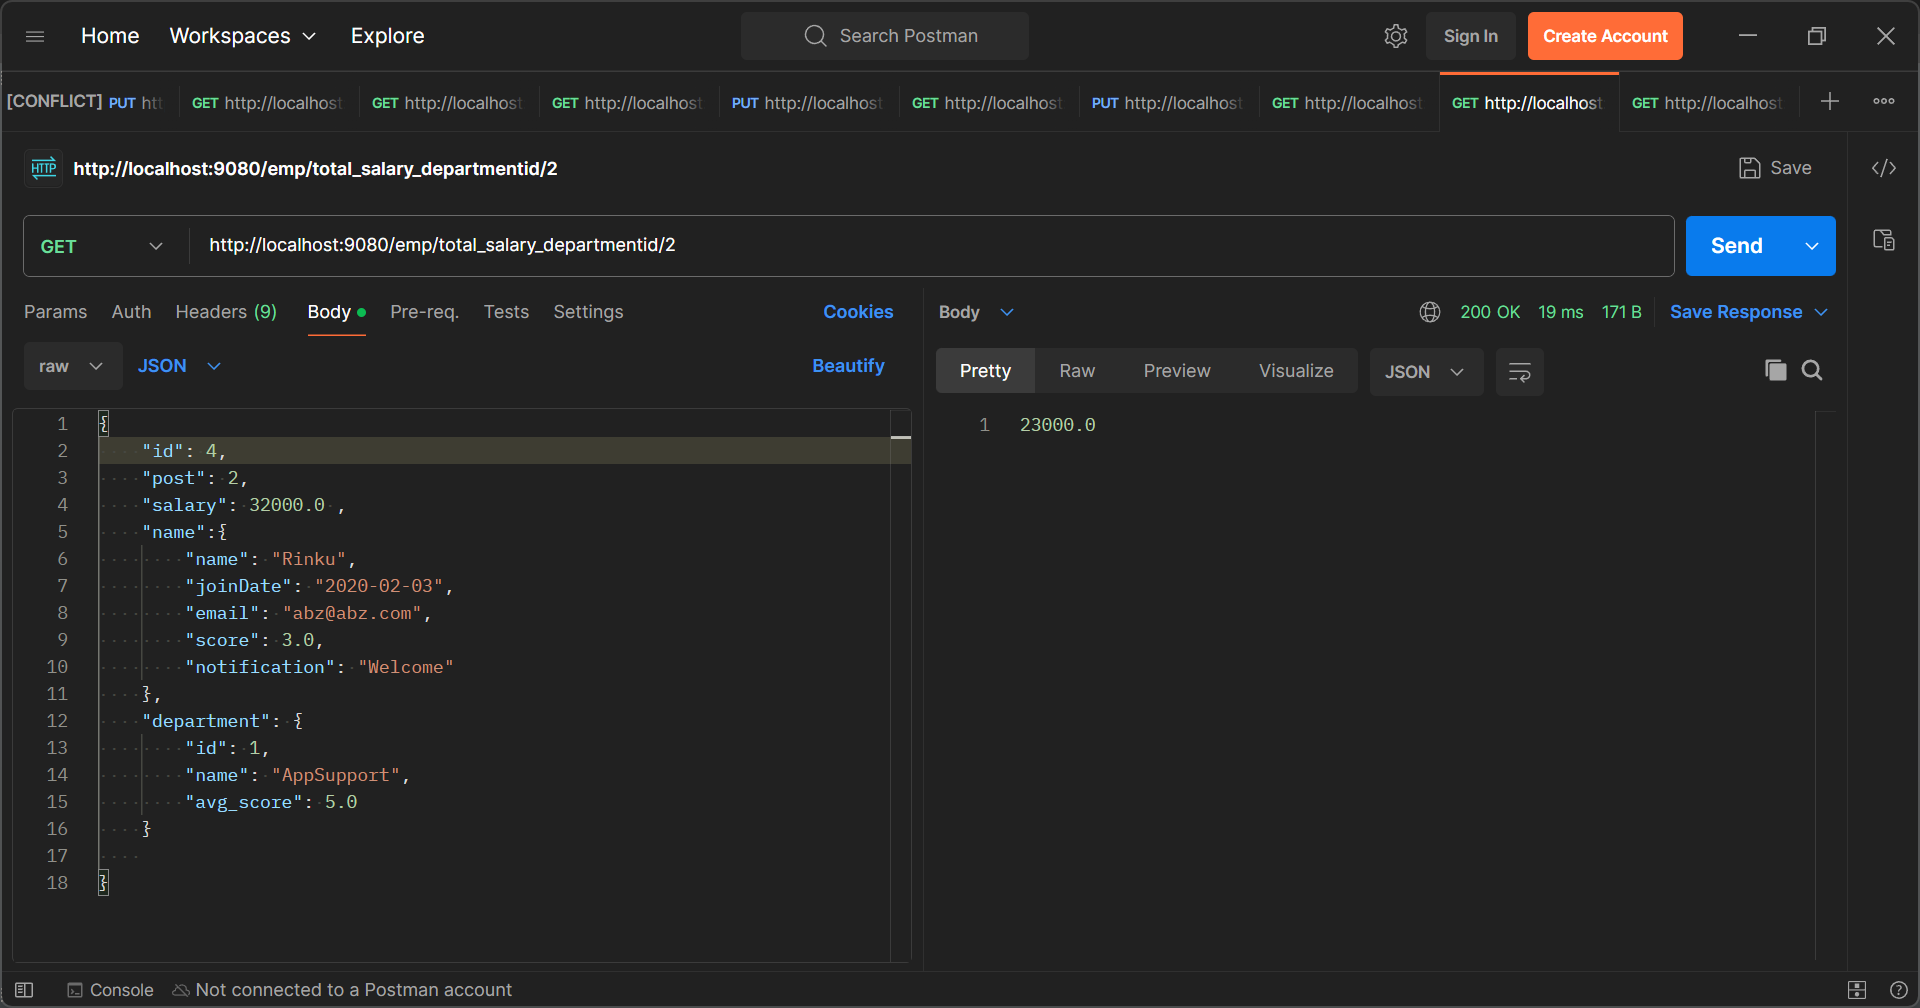 Home Workspaces Explore Search Postman Sign In Create Account
[CONFLICT] PUT htt GET http://localhost GET http://localhost GET http://localhost PUT http://localhost GET http://localhost PUT http://localhost GET http://localhost GET http://localhost GET http://localhost
HTTP http://localhost:9080/emp/total_salary_departmentid/2 Save </>
GET http://localhost:9080/emp/total_salary_departmentid/2 Send
Params Auth Headers (9) Body Pre-req. Tests Settings Cookies
raw JSON Beautify
1 {
2 "id": 4,
3 "post": 2,
4 "salary": 32000.0 ,
5 "name":{
6 "name": "Rinku",
7 "joinDate": "2020-02-03",
8 "email": "abz@abz.com",
9 "score": 3.0,
10 "notification": "Welcome"
11 },
12 "department": {
13 "id": 1,
14 "name": "AppSupport",
15 "avg_score": 5.0
16 }
17
18 }
Body 200 OK 19 ms 171 B Save Response
Pretty Raw Preview Visualize JSON
1 23000.0
Console Not connected to a Postman account